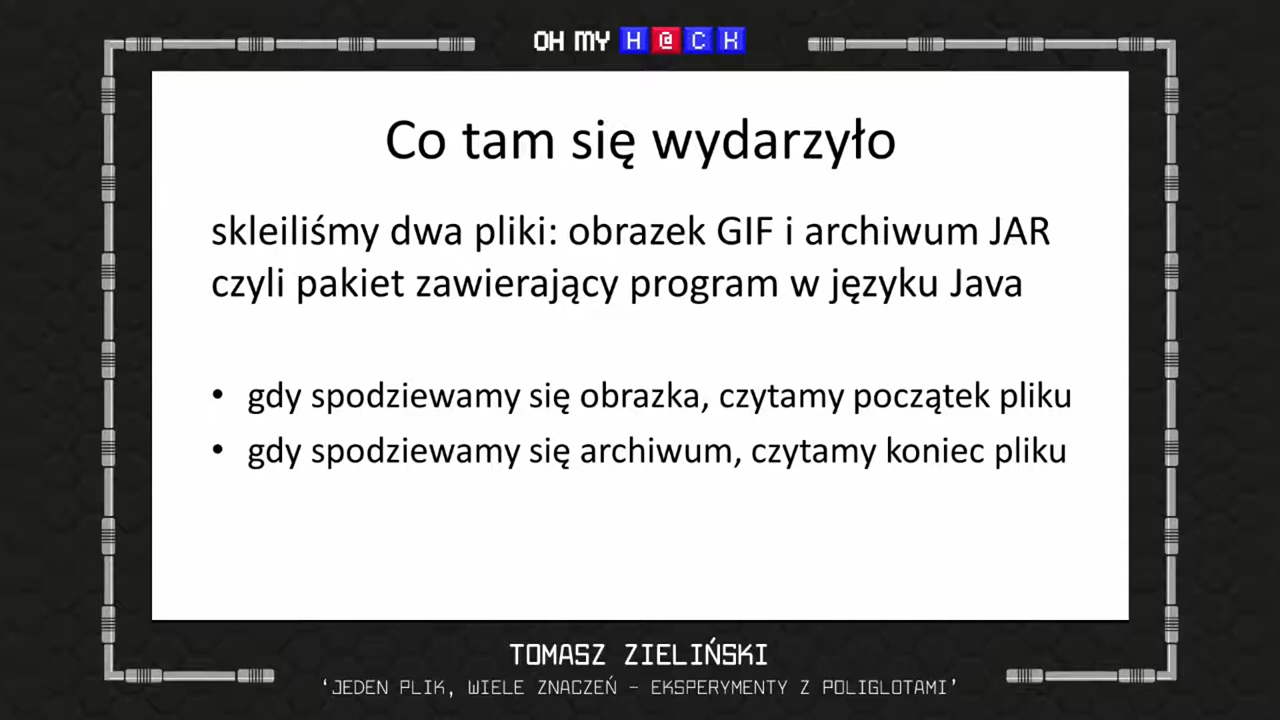 OH MY H@CK
Co tam się wydarzyło
skleiliśmy dwa pliki: obrazek GIF i archiwum JAR
czyli pakiet zawierający program w języku Java
• gdy spodziewamy się obrazka, czytamy początek pliku
• gdy spodziewamy się archiwum, czytamy koniec pliku
TOMASZ ZIELIŃSKI
'JEDEN PLIK, WIELE ZNACZEŃ - EKSPERYMENTY Z POLIGLOTAMI'